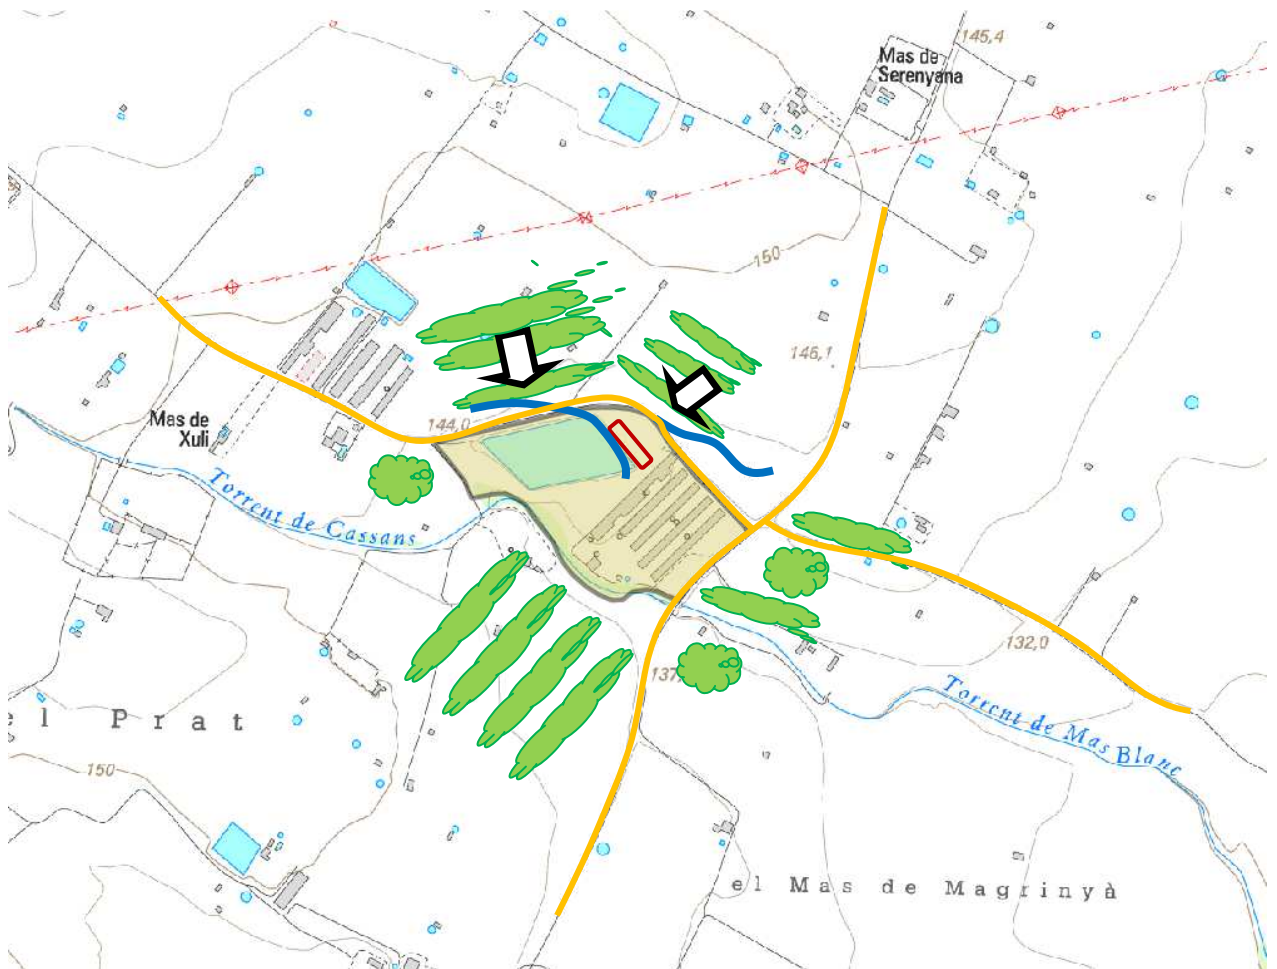 145,4
Mas de
Serenyana
150
146,1
144,0
Mas de
Xuli
Torrent de Cassans
132,0
137,
Torrent de Mas Blanc
el Prat
150
el Mas de Magrinyà